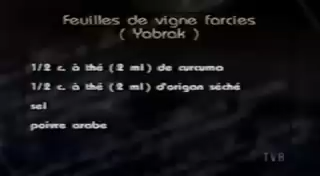 Feuilles de vigne farcies
( Yabrak )
1/2 c. à thé ( 2 ml ) de curcuma
1/2 c. à thé ( 2 ml ) d'origan séché
sel
poivre arabe
TVB